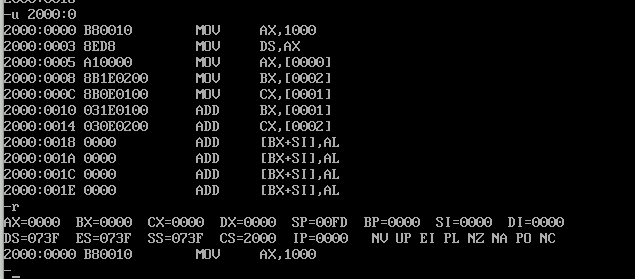 -u 2000:0
2000:0000 B80010 MOV AX,1000
2000:0003 8ED8 MOV DS,AX
2000:0005 A10000 MOV AX,[0000]
2000:0008 8B1E0200 MOV BX,[0002]
2000:000C 8B0E0100 MOV CX,[0001]
2000:0010 031E0100 ADD BX,[0001]
2000:0014 030E0200 ADD CX,[0002]
2000:0018 0000 ADD [BX+SI],AL
2000:001A 0000 ADD [BX+SI],AL
2000:001C 0000 ADD [BX+SI],AL
2000:001E 0000 ADD [BX+SI],AL
-r
AX=0000 BX=0000 CX=0000 DX=0000 SP=00FD BP=0000 SI=0000 DI=0000
DS=073F ES=073F SS=073F CS=2000 IP=0000 NV UP EI PL NZ NA PO NC
2000:0000 B80010 MOV AX,1000
-_